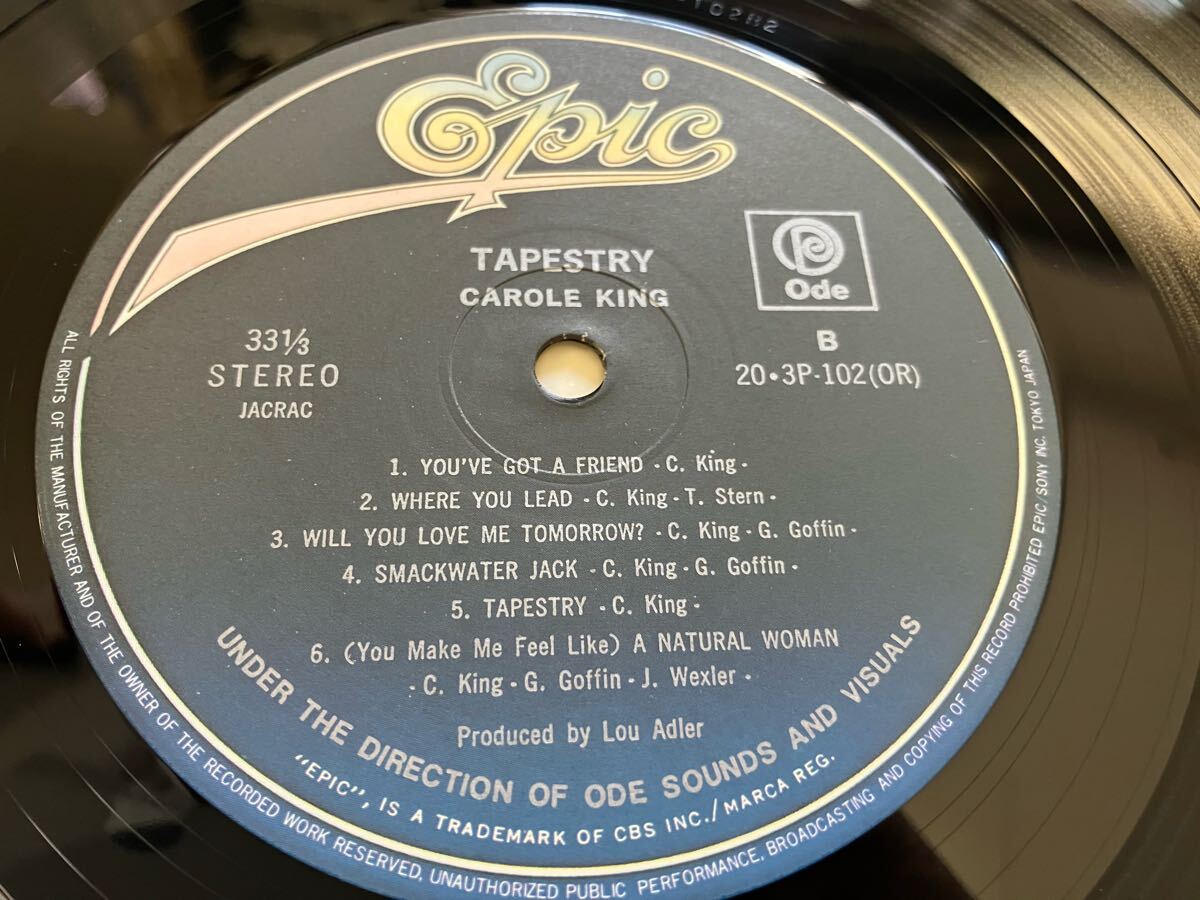 Epic
TAPESTRY
CAROLE KING
Ode
33⅓
STEREO
JACRAC
B
20•3P-102(OR)
1. YOU'VE GOT A FRIEND - C. King -
2. WHERE YOU LEAD - C. King - T. Stern -
3. WILL YOU LOVE ME TOMORROW? - C. King - G. Goffin -
4. SMACKWATER JACK - C. King - G. Goffin -
5. TAPESTRY - C. King -
6. (You Make Me Feel Like) A NATURAL WOMAN
- C. King - G. Goffin - J. Wexler -
Produced by Lou Adler
UNDER THE DIRECTION OF ODE SOUNDS AND VISUALS
"EPIC", IS A TRADEMARK OF CBS INC./MARCA REG.
ALL RIGHTS OF THE MANUFACTURER AND OF THE OWNER OF THE RECORDED WORK RESERVED, UNAUTHORIZED PUBLIC PERFORMANCE, BROADCASTING AND COPYING OF THIS RECORD PROHIBITED EPIC/SONY INC. TOKYO JAPAN